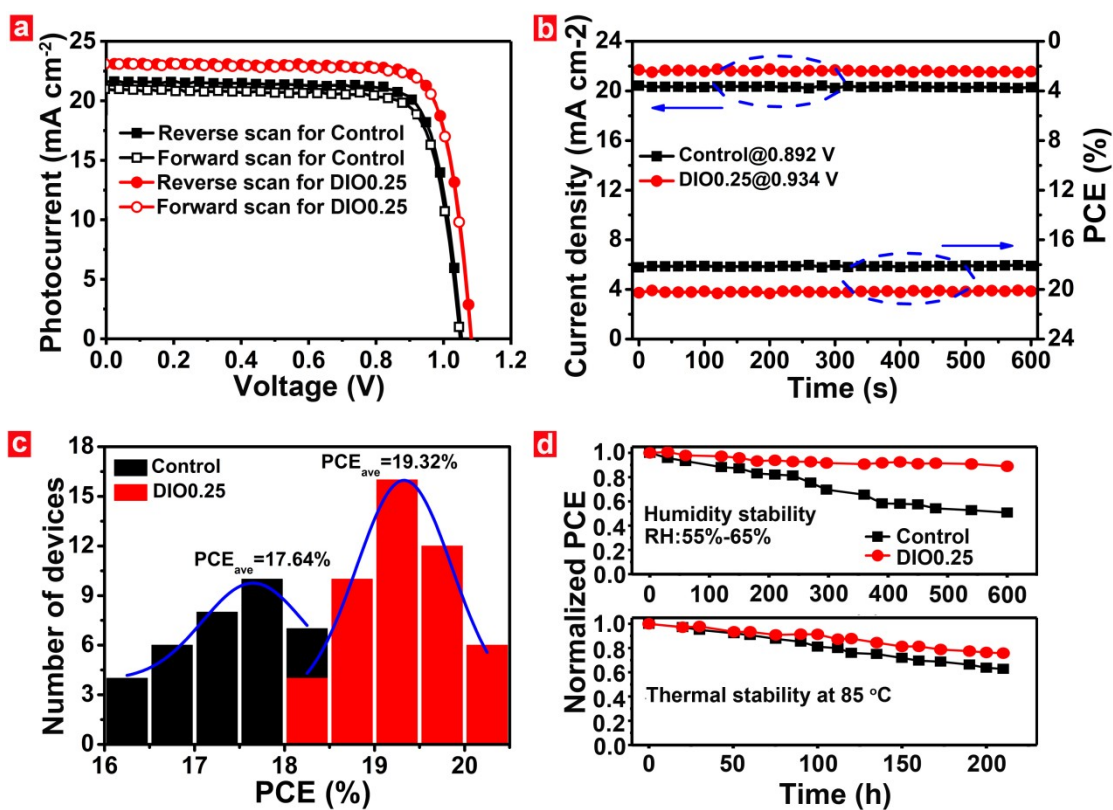 a
25
20
15
10
5
0
Photocurrent (mA cm-2)
Reverse scan for Control
Forward scan for Control
Reverse scan for DIO0.25
Forward scan for DIO0.25
0.0 0.2 0.4 0.6 0.8 1.0 1.2
Voltage (V)
b
24
20
16
12
8
4
0
Current density (mA cm-2)
Control@0.892 V
DIO0.25@0.934 V
0
4
8
12
16
20
24
PCE (%)
0 100 200 300 400 500 600
Time (s)
c
18
15
12
9
6
3
0
Number of devices
Control
DIO0.25
PCEave=19.32%
PCEave=17.64%
16 17 18 19 20
PCE (%)
d
Normalized PCE
1.0
0.8
0.6
0.4
0.2
0.0
Humidity stability
RH:55%-65%
Control
DIO0.25
0 100 200 300 400 500 600
1.0
0.8
0.6
0.4
0.2
0.0
Thermal stability at 85 °C
0 50 100 150 200
Time (h)